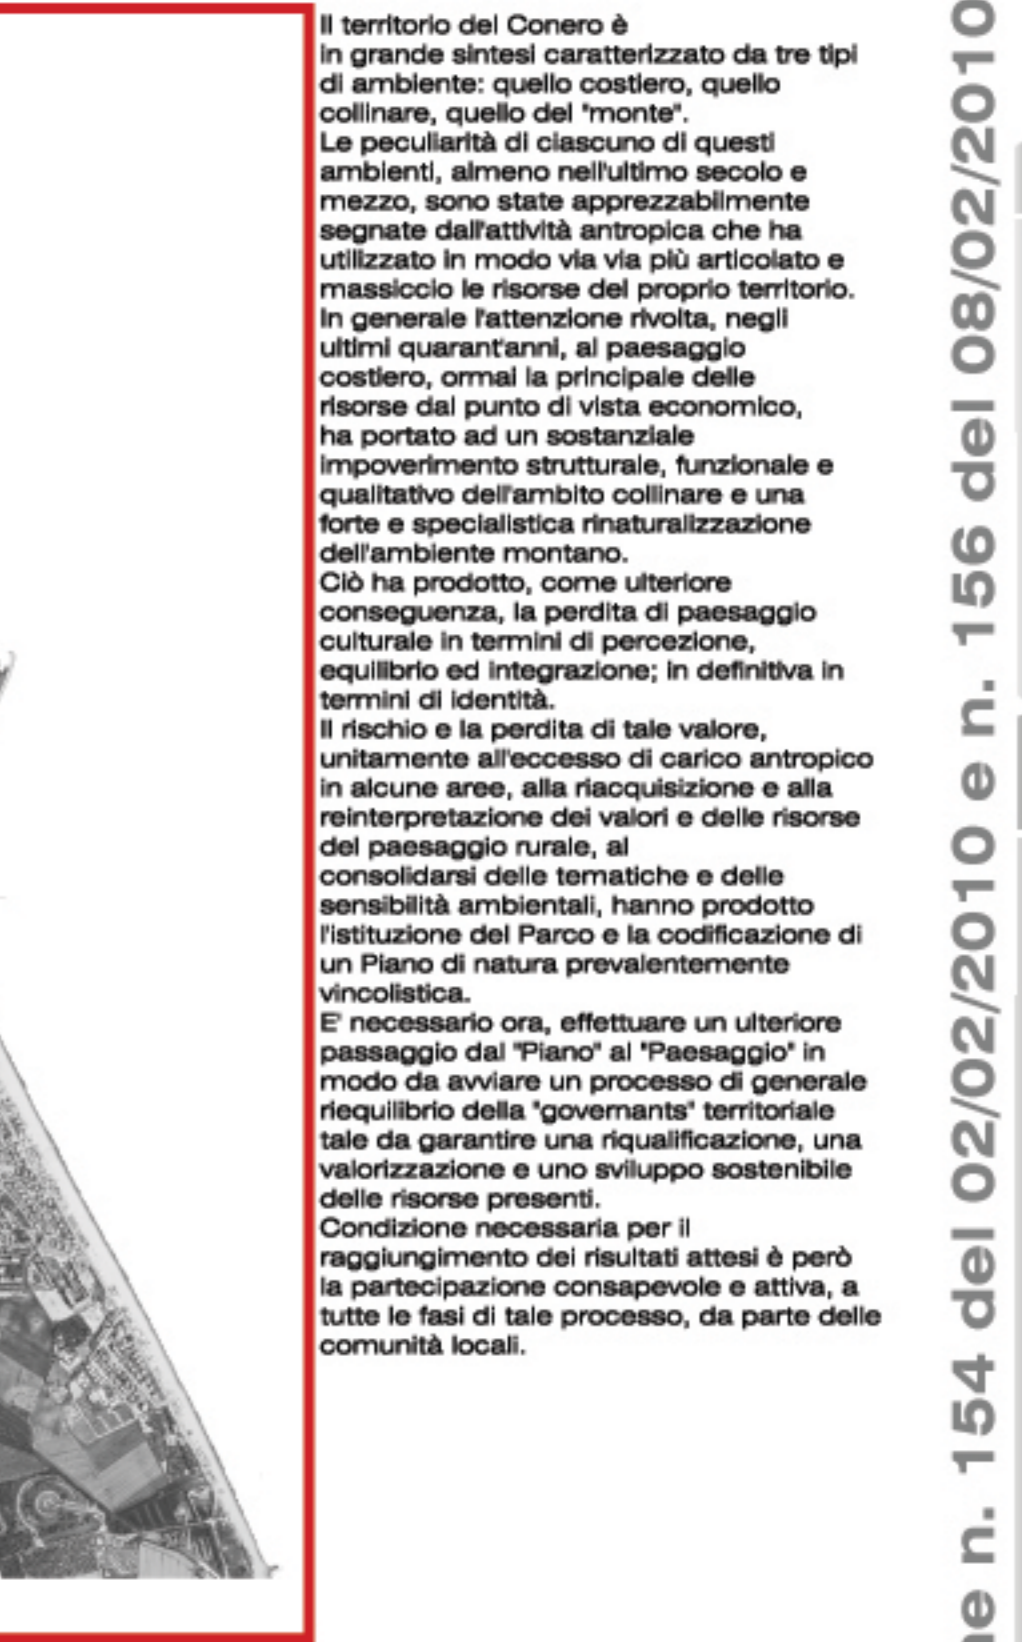 Il territorio del Conero è
in grande sintesi caratterizzato da tre tipi
di ambiente: quello costiero, quello
collinare, quello del "monte".
Le peculiarità di ciascuno di questi
ambienti, almeno nell'ultimo secolo e
mezzo, sono state apprezzabilmente
segnate dall'attività antropica che ha
utilizzato in modo via via più articolato e
massiccio le risorse del proprio territorio.
In generale l'attenzione rivolta, negli
ultimi quarant'anni, al paesaggio
costiero, ormai la principale delle
risorse dal punto di vista economico,
ha portato ad un sostanziale
impoverimento strutturale, funzionale e
qualitativo dell'ambito collinare e una
forte e specialistica rinaturalizzazione
dell'ambiente montano.
Ciò ha prodotto, come ulteriore
conseguenza, la perdita di paesaggio
culturale in termini di percezione,
equilibrio ed integrazione; in definitiva in
termini di identità.
Il rischio e la perdita di tale valore,
unitamente all'eccesso di carico antropico
in alcune aree, alla riacquisizione e alla
reinterpretazione dei valori e delle risorse
del paesaggio rurale, al
consolidarsi delle tematiche e delle
sensibilità ambientali, hanno prodotto
l'istituzione del Parco e la codificazione di
un Piano di natura prevalentemente
vincolistica.
E' necessario ora, effettuare un ulteriore
passaggio dal "Piano" al "Paesaggio" in
modo da avviare un processo di generale
riequilibrio della "governants" territoriale
tale da garantire una riqualificazione, una
valorizzazione e uno sviluppo sostenibile
delle risorse presenti.
Condizione necessaria per il
raggiungimento dei risultati attesi è però
la partecipazione consapevole e attiva, a
tutte le fasi di tale processo, da parte delle
comunità locali.
ne n. 154 del 02/02/2010 e n. 156 del 08/02/2010